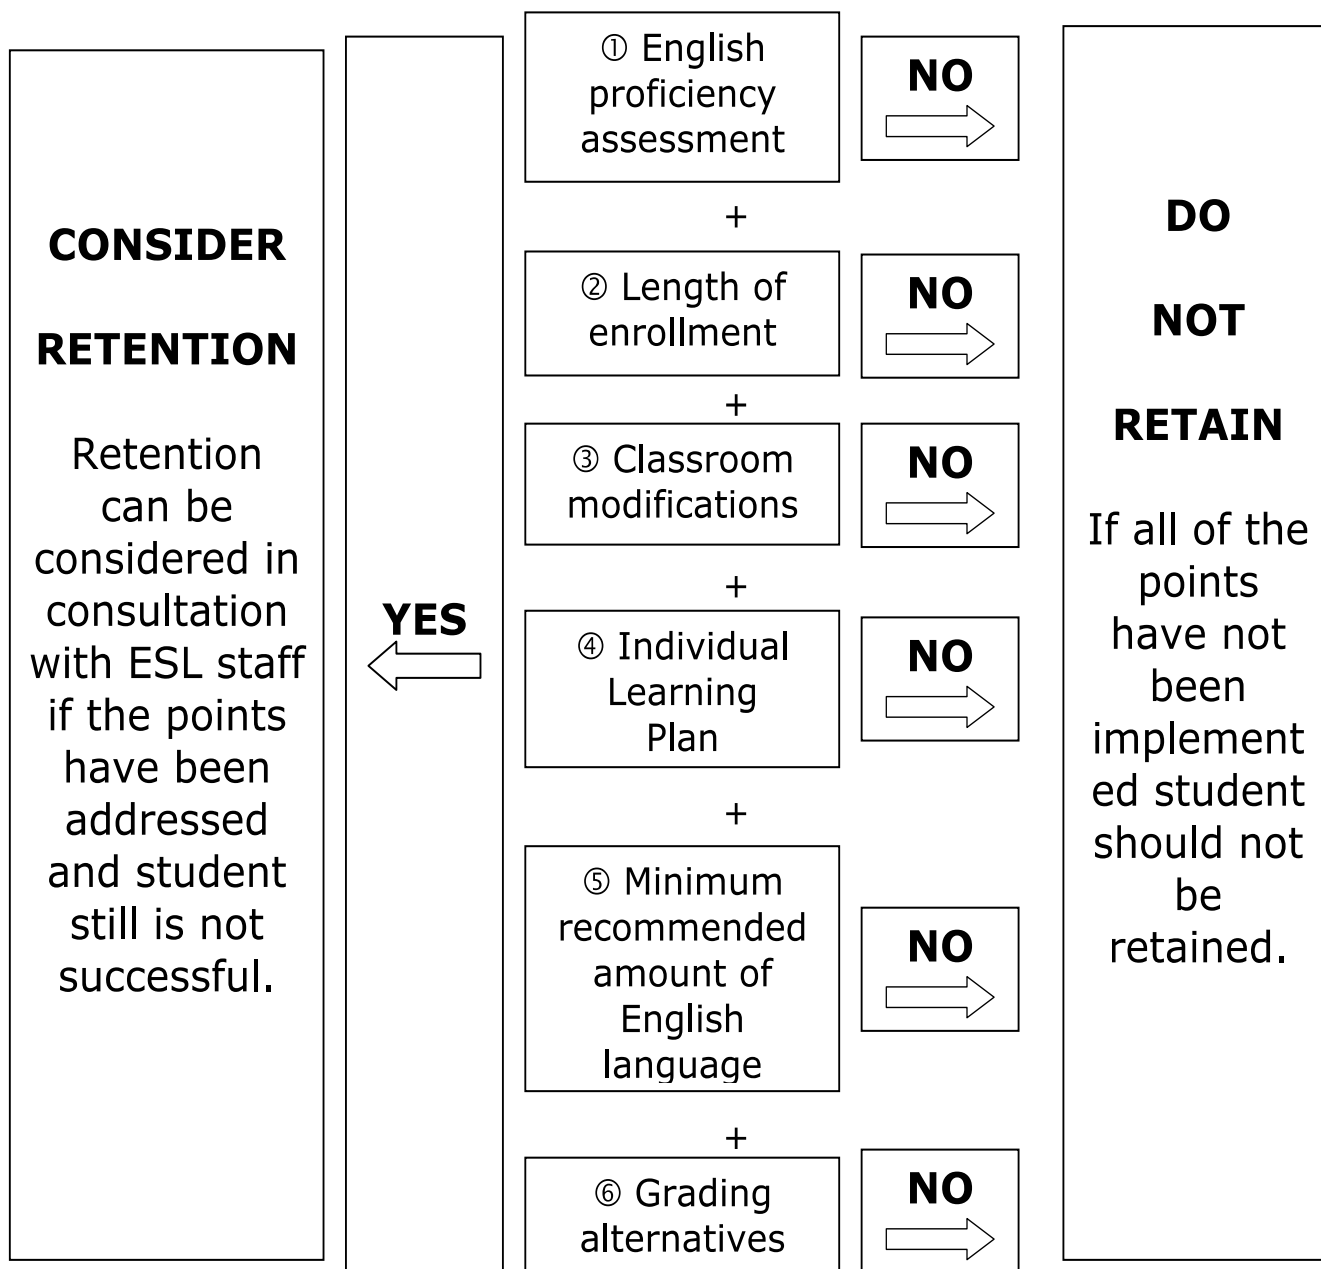 CONSIDER
RETENTION
Retention
can be
considered in
consultation
with ESL staff
if the points
have been
addressed
and student
still is not
successful.
YES
① English
proficiency
assessment
+
② Length of
enrollment
+
③ Classroom
modifications
+
④ Individual
Learning
Plan
+
⑤ Minimum
recommended
amount of
English
language
+
⑥ Grading
alternatives
NO
NO
NO
NO
NO
NO
DO
NOT
RETAIN
If all of the
points
have not
been
implement
ed student
should not
be
retained.